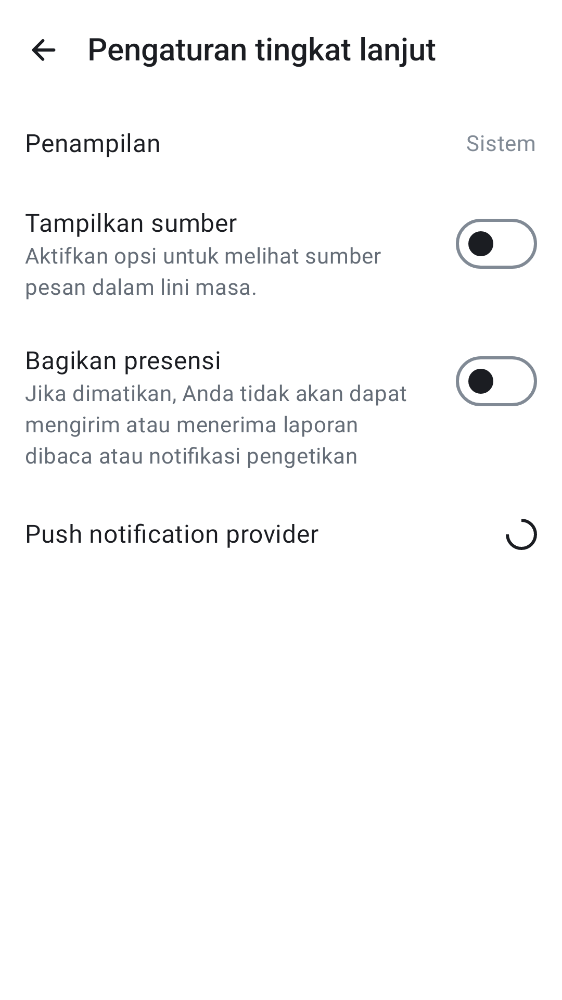 Pengaturan tingkat lanjut
Penampilan Sistem
Tampilkan sumber
Aktifkan opsi untuk melihat sumber
pesan dalam lini masa.
Bagikan presensi
Jika dimatikan, Anda tidak akan dapat
mengirim atau menerima laporan
dibaca atau notifikasi pengetikan
Push notification provider